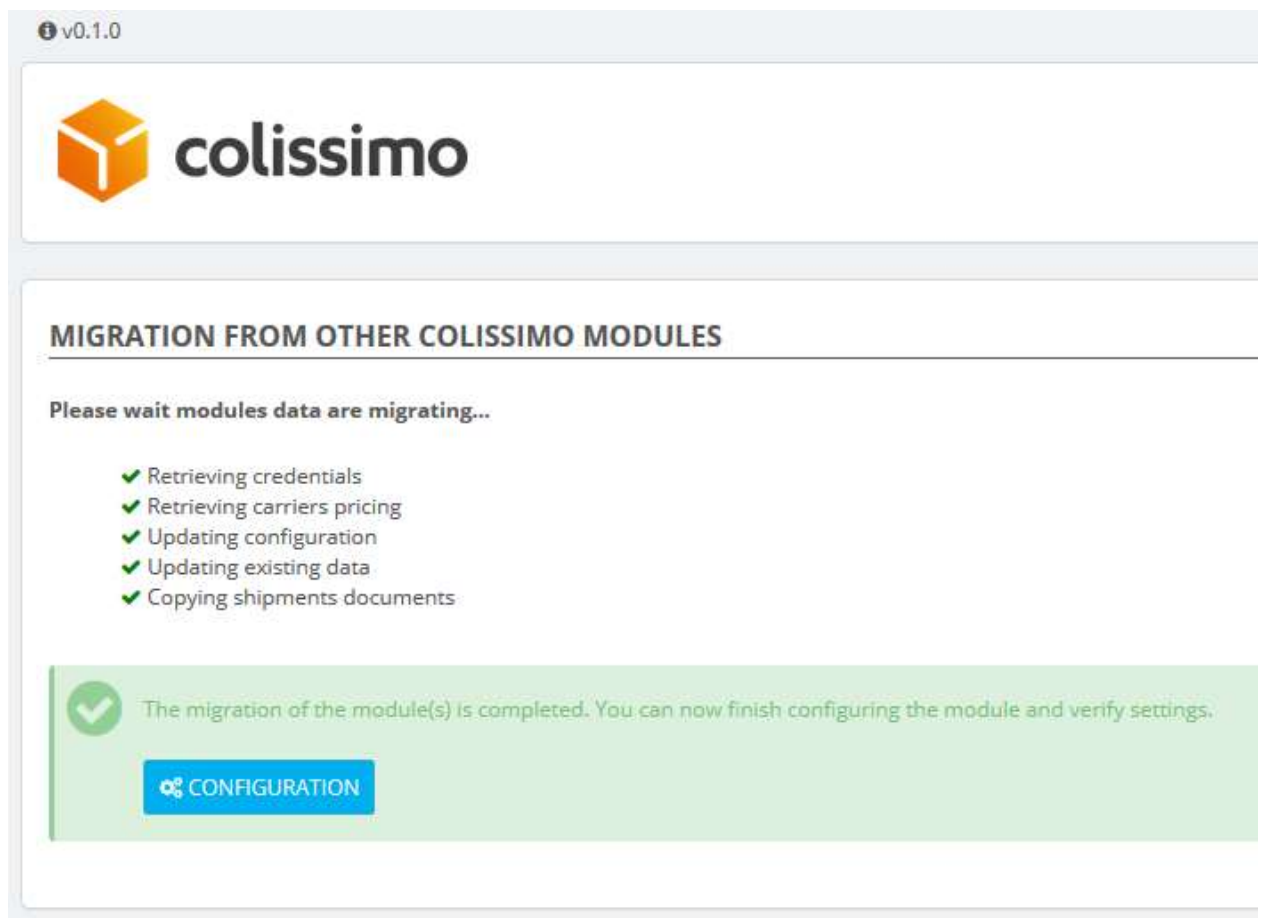 v0.1.0
colissimo
MIGRATION FROM OTHER COLISSIMO MODULES
Please wait modules data are migrating...
Retrieving credentials
Retrieving carriers pricing
Updating configuration
Updating existing data
Copying shipments documents
The migration of the module(s) is completed. You can now finish configuring the module and verify settings.
CONFIGURATION